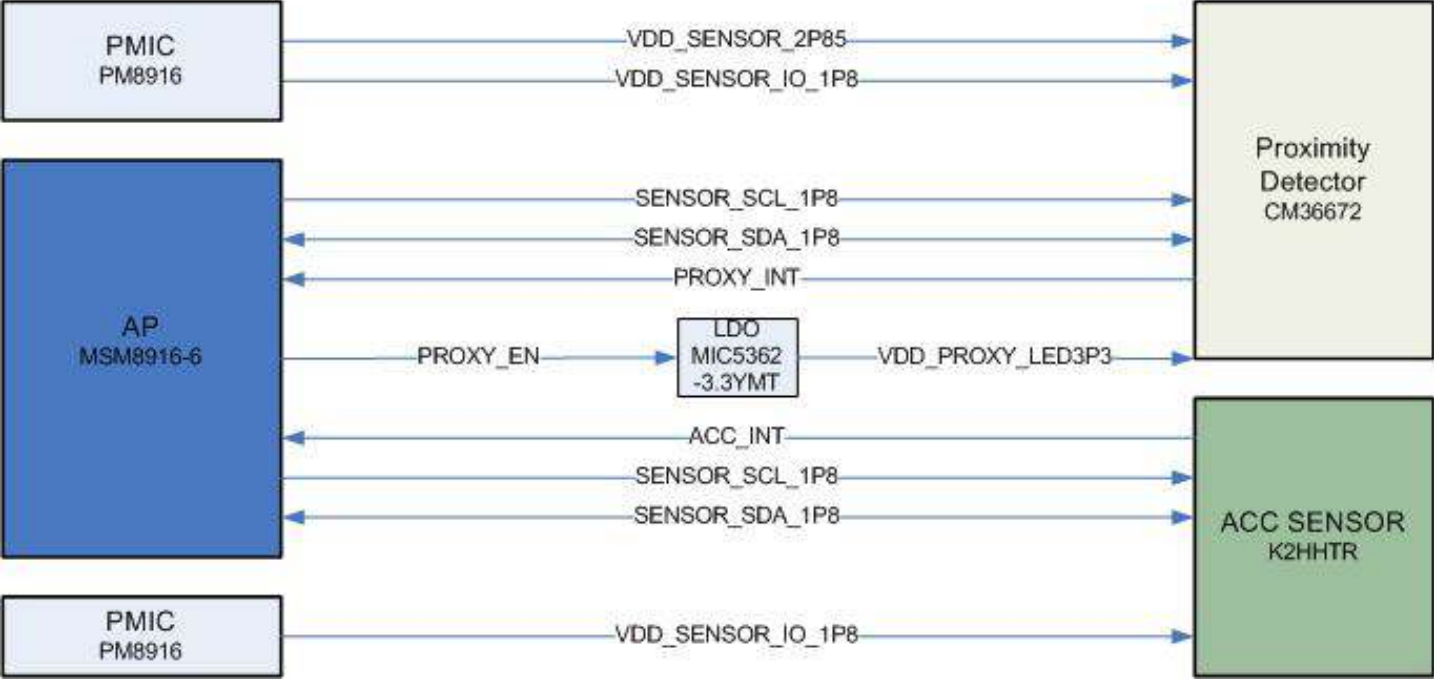 PMIC
PM8916
VDD_SENSOR_2P85
VDD_SENSOR_IO_1P8
Proximity
Detector
CM36672
SENSOR_SCL_1P8
SENSOR_SDA_1P8
PROXY_INT
AP
MSM8916-6
PROXY_EN
LDO
MIC5362
-3.3YMT
VDD_PROXY_LED3P3
ACC_INT
SENSOR_SCL_1P8
SENSOR_SDA_1P8
ACC SENSOR
K2HHTR
PMIC
PM8916
VDD_SENSOR_IO_1P8